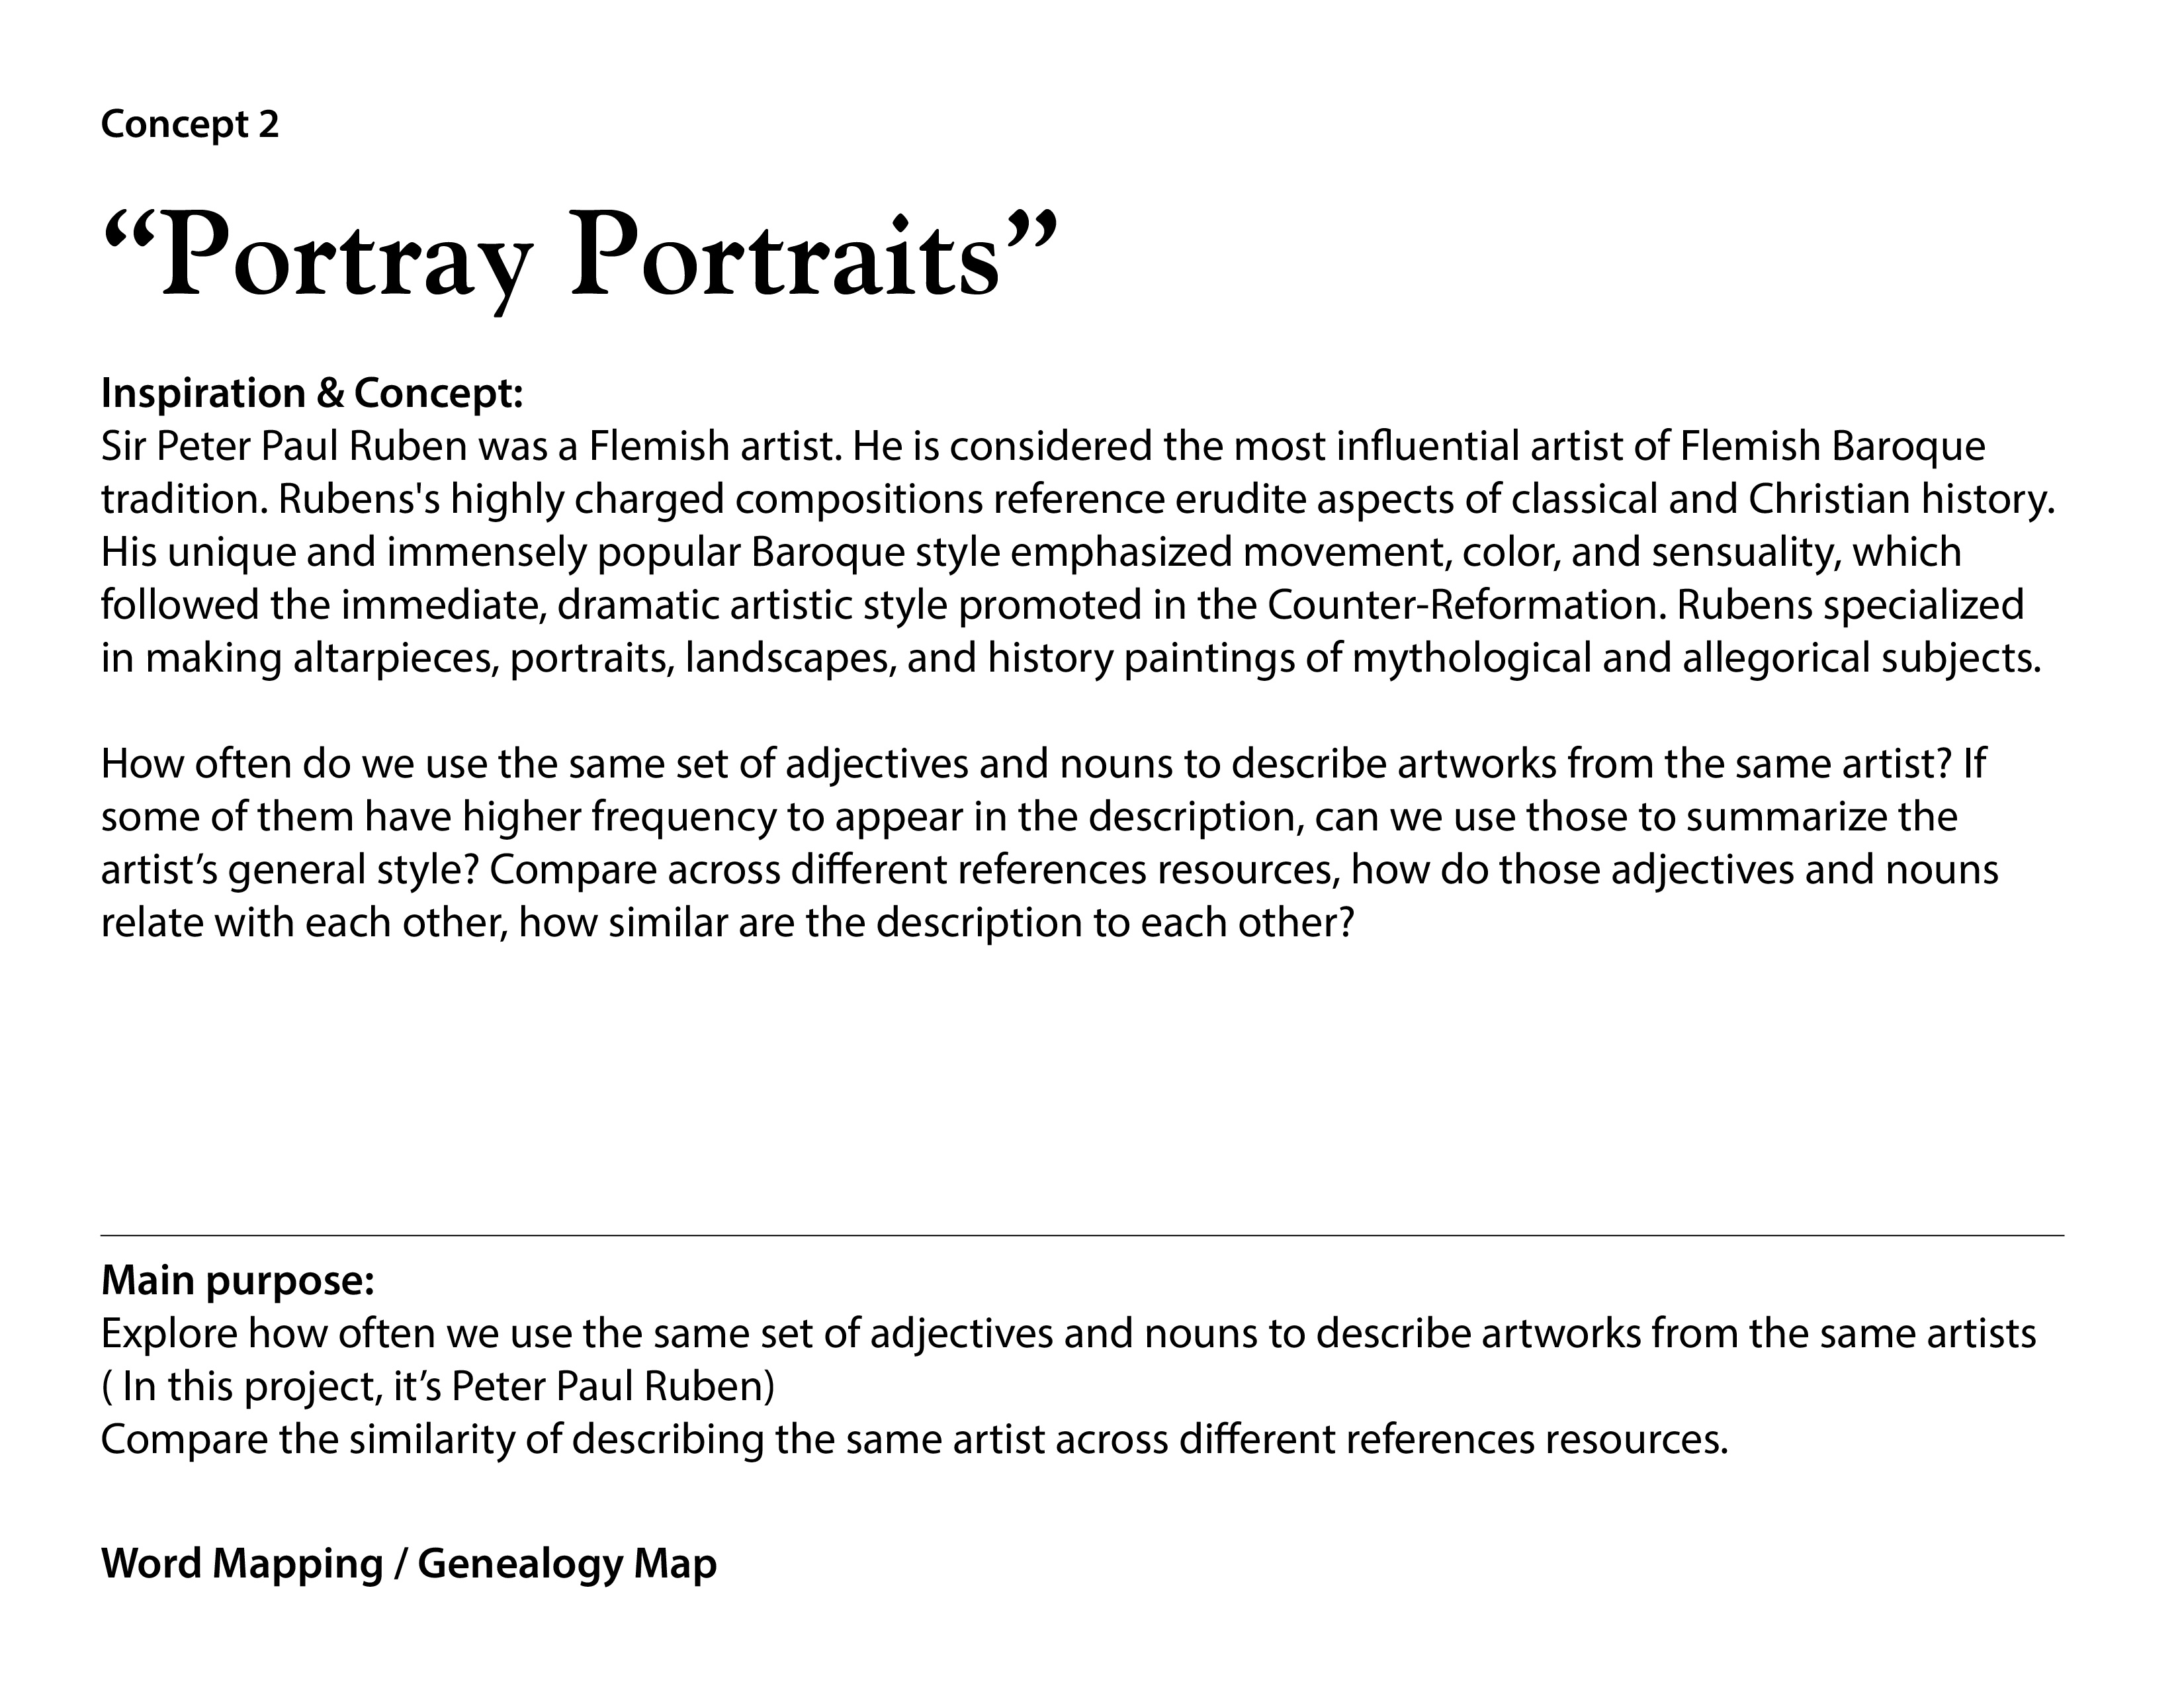 Concept 2
“Portray Portraits”
Inspiration & Concept:
Sir Peter Paul Ruben was a Flemish artist. He is considered the most influential artist of Flemish Baroque
tradition. Rubens's highly charged compositions reference erudite aspects of classical and Christian history.
His unique and immensely popular Baroque style emphasized movement, color, and sensuality, which
followed the immediate, dramatic artistic style promoted in the Counter-Reformation. Rubens specialized
in making altarpieces, portraits, landscapes, and history paintings of mythological and allegorical subjects.
How often do we use the same set of adjectives and nouns to describe artworks from the same artist? If
some of them have higher frequency to appear in the description, can we use those to summarize the
artist’s general style? Compare across different references resources, how do those adjectives and nouns
relate with each other, how similar are the description to each other?
Main purpose:
Explore how often we use the same set of adjectives and nouns to describe artworks from the same artists
( In this project, it’s Peter Paul Ruben)
Compare the similarity of describing the same artist across different references resources.
Word Mapping / Genealogy Map